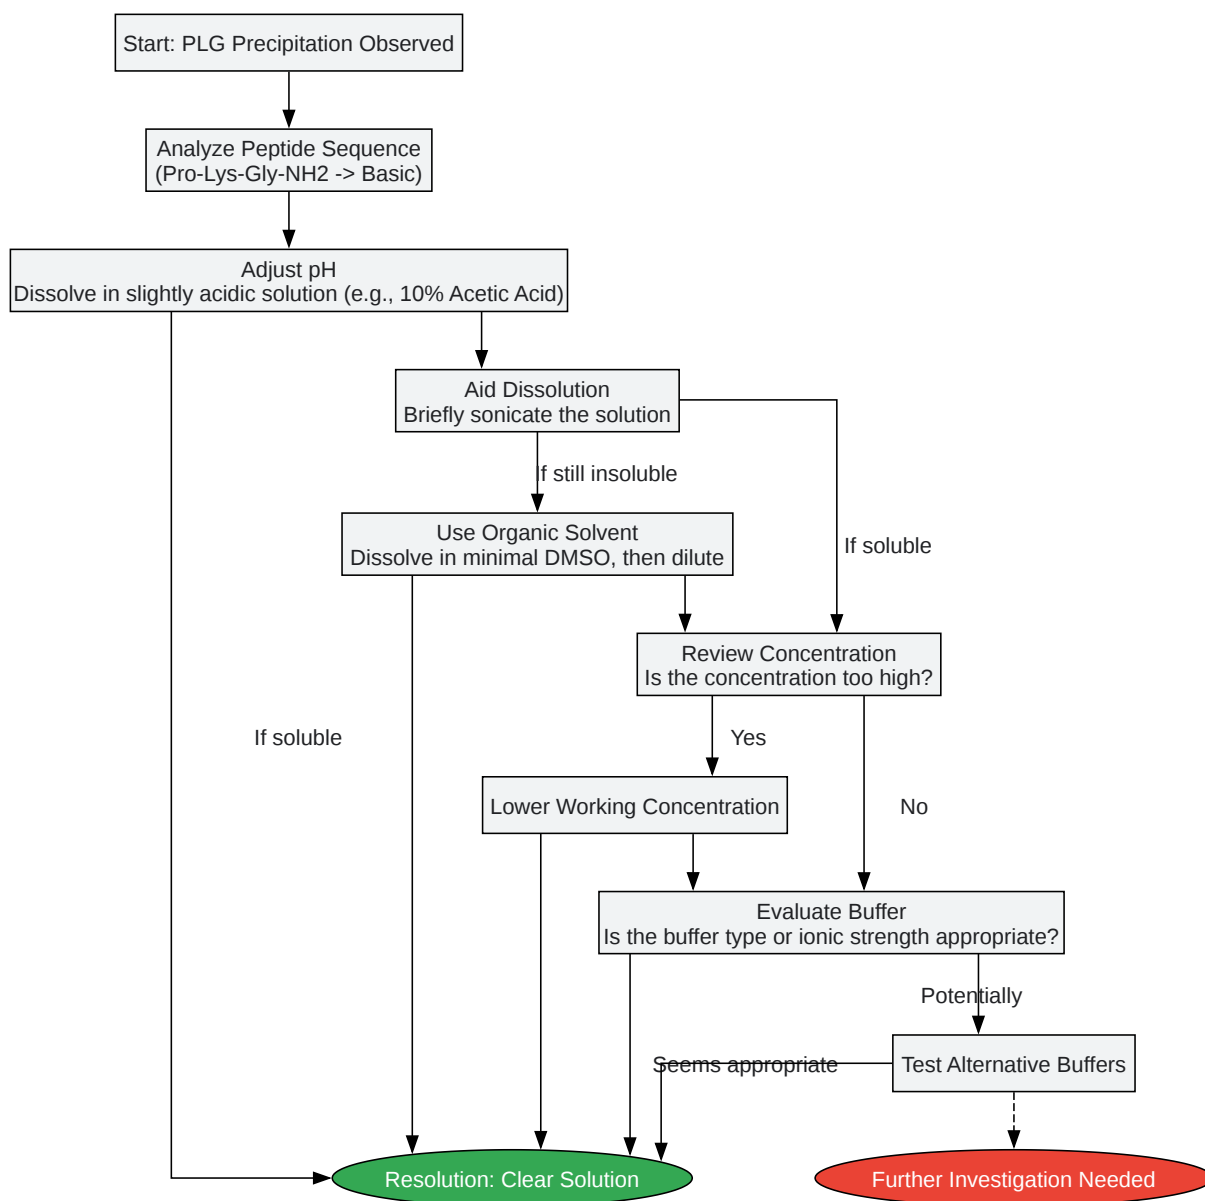 Start: PLG Precipitation Observed
Analyze Peptide Sequence
(Pro-Lys-Gly-NH2 -> Basic)
Adjust pH
Dissolve in slightly acidic solution (e.g., 10% Acetic Acid)
Aid Dissolution
Briefly sonicate the solution
If still insoluble
Use Organic Solvent
Dissolve in minimal DMSO, then dilute
If soluble
Review Concentration
Is the concentration too high?
If soluble
Yes
Lower Working Concentration
No
Evaluate Buffer
Is the buffer type or ionic strength appropriate?
Potentially
Seems appropriate
Test Alternative Buffers
Resolution: Clear Solution
Further Investigation Needed